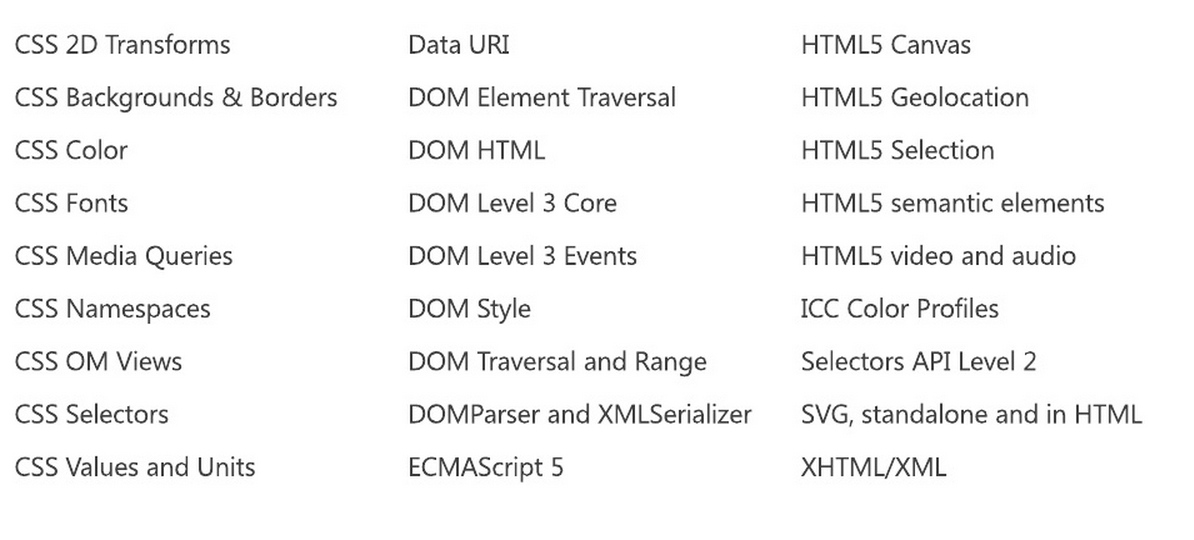 CSS 2D Transforms
CSS Backgrounds & Borders
CSS Color
CSS Fonts
CSS Media Queries
CSS Namespaces
CSS OM Views
CSS Selectors
CSS Values and Units
Data URI
DOM Element Traversal
DOM HTML
DOM Level 3 Core
DOM Level 3 Events
DOM Style
DOM Traversal and Range
DOMParser and XMLSerializer
ECMAScript 5
HTML5 Canvas
HTML5 Geolocation
HTML5 Selection
HTML5 semantic elements
HTML5 video and audio
ICC Color Profiles
Selectors API Level 2
SVG, standalone and in HTML
XHTML/XML